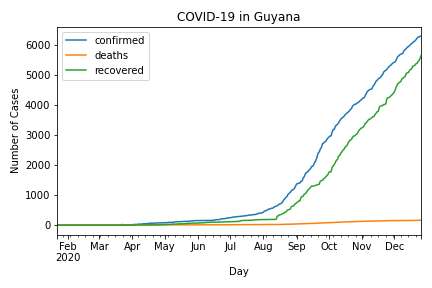 COVID-19 in Guyana
confirmed
deaths
recovered
Number of Cases
6000
5000
4000
3000
2000
1000
0
Feb Mar Apr May Jun Jul Aug Sep Oct Nov Dec
2020
Day